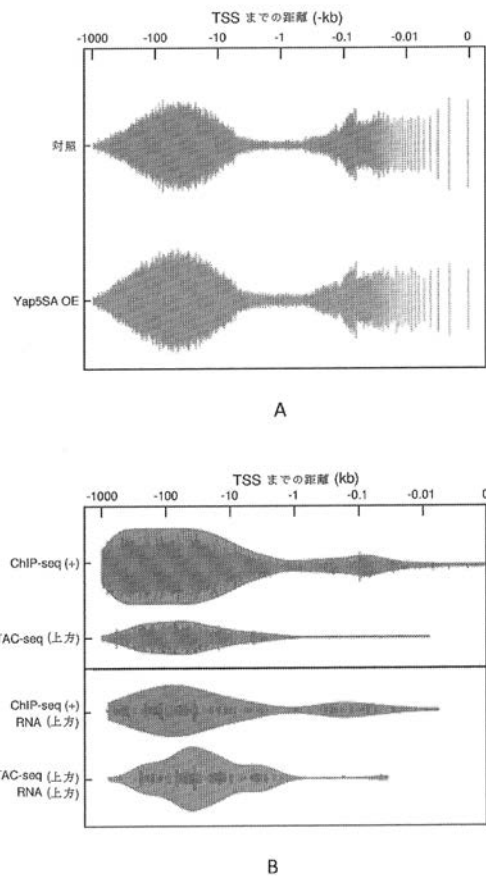 TSS までの距離 (-kb)
-1000 -100 -10 -1 -0.1 -0.01 0
対照
Yap5SA OE
A
TSS までの距離 (kb)
-1000 -100 -10 -1 -0.1 -0.01 0
ChIP-seq (+)
TAC-seq (上方)
ChIP-seq (+)
RNA (上方)
TAC-seq (上方)
RNA (上方)
B